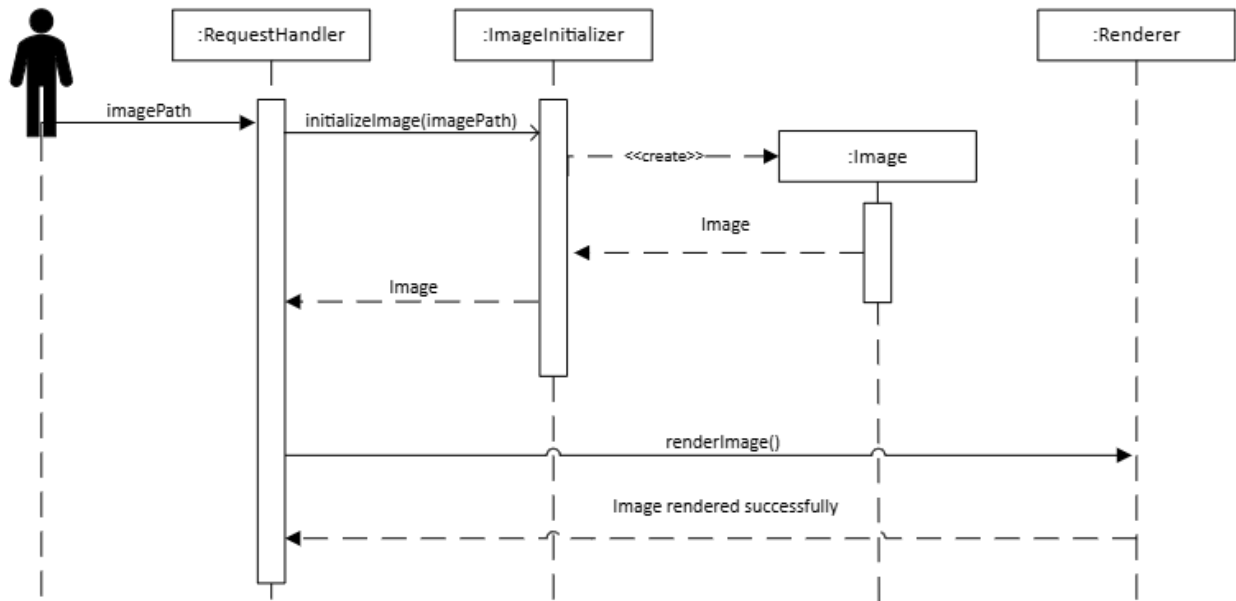 :RequestHandler
:ImageInitializer
:Renderer
imagePath
initializeImage(imagePath)
<<create>>
:Image
Image
Image
renderImage()
Image rendered successfully